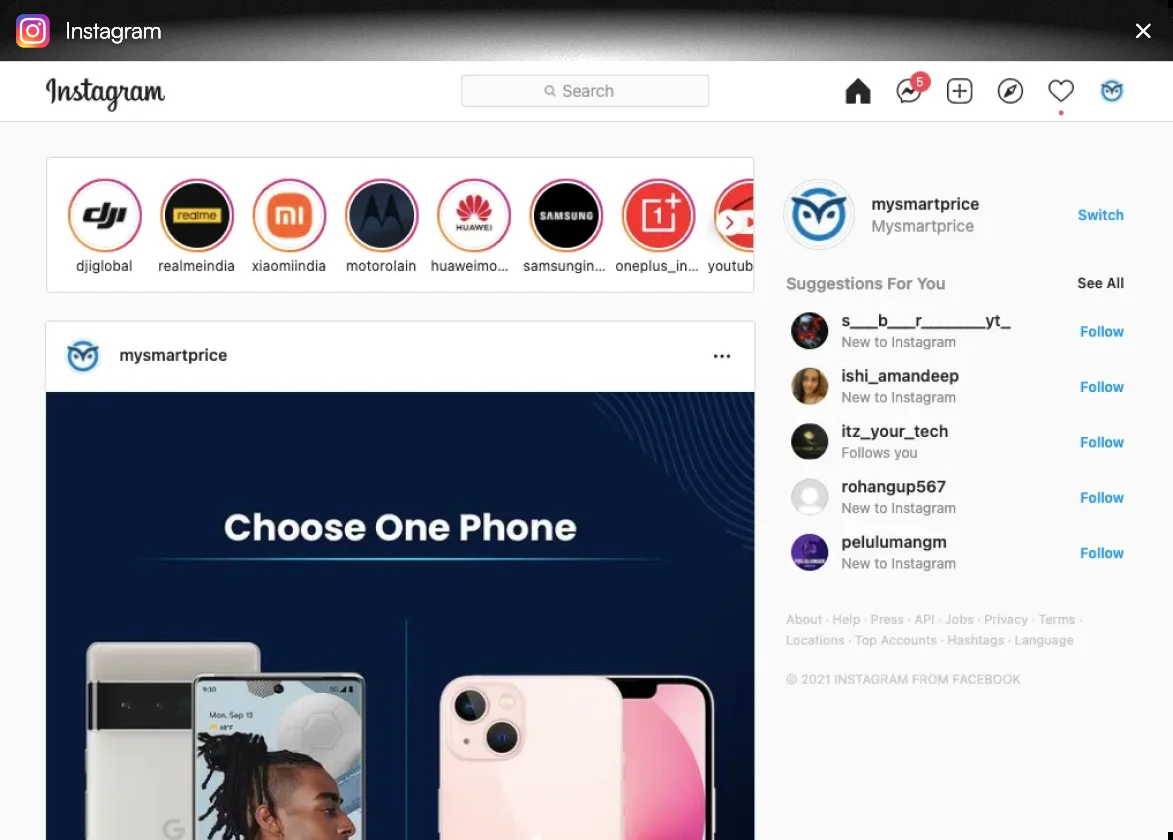 Instagram
Instagram
Search
5
dji
realme
mi
HUAWEI
SAMSUNG
1
djiglobal
realmeindia
xiaomiindia
motorolain
huaweimo...
samsungin...
oneplus_in...
youtub
mysmartprice
Mysmartprice
Switch
Suggestions For You
See All
s___b___r_______yt_
New to Instagram
Follow
ishi_amandeep
New to Instagram
Follow
itz_your_tech
Follows you
Follow
rohangup567
New to Instagram
Follow
pelulumangm
New to Instagram
Follow
About · Help · Press · API · Jobs · Privacy · Terms ·
Locations · Top Accounts · Hashtags · Language
© 2021 INSTAGRAM FROM FACEBOOK
mysmartprice
Choose One Phone
9:30
5G
Mon, Sep 13
68°F
G